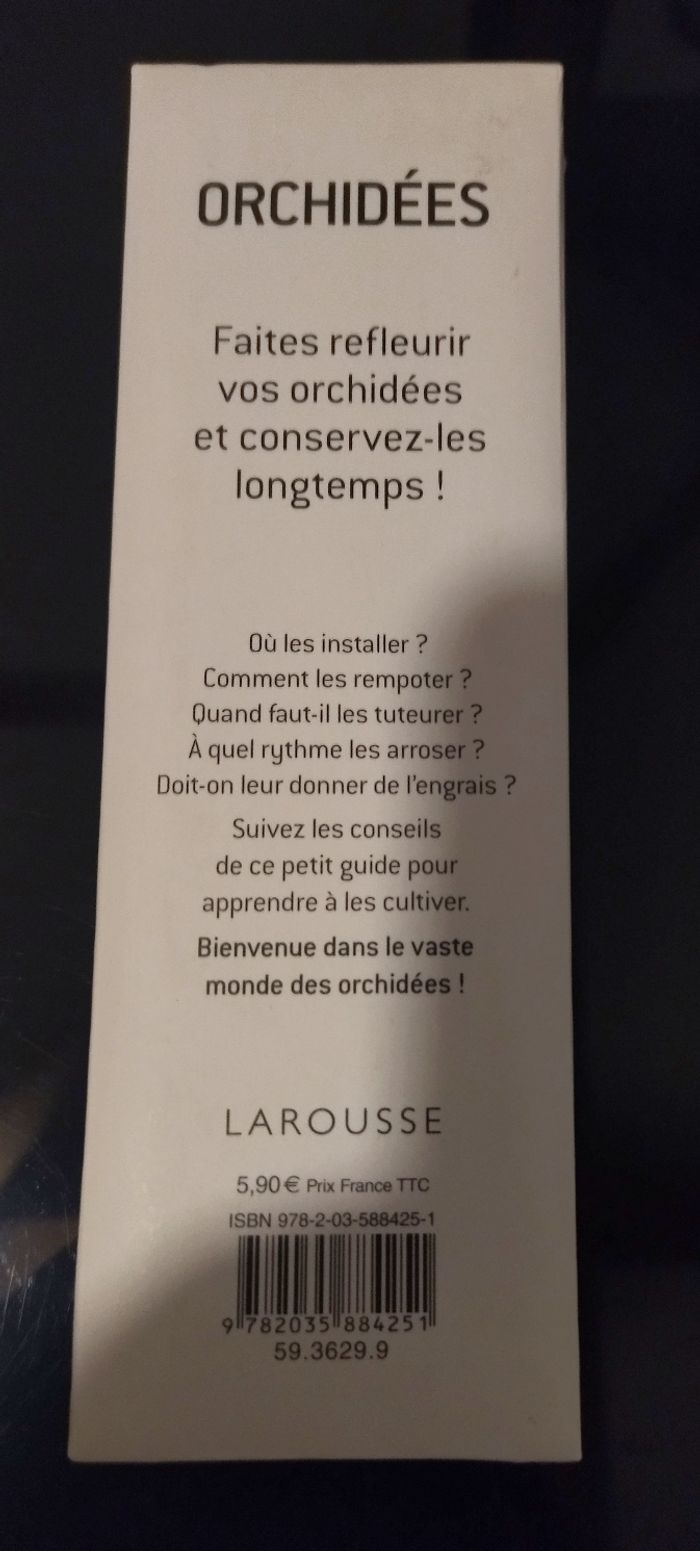 ORCHIDÉES
Faites refleurir
vos orchidées
et conservez-les
longtemps !
Où les installer ?
Comment les rempoter ?
Quand faut-il les tuteurer ?
À quel rythme les arroser ?
Doit-on leur donner de l'engrais ?
Suivez les conseils
de ce petit guide pour
apprendre à les cultiver.
Bienvenue dans le vaste
monde des orchidées !
LAROUSSE
5,90 € Prix France TTC
ISBN 978-2-03-588425-1
9 782035 884251
59.3629.9